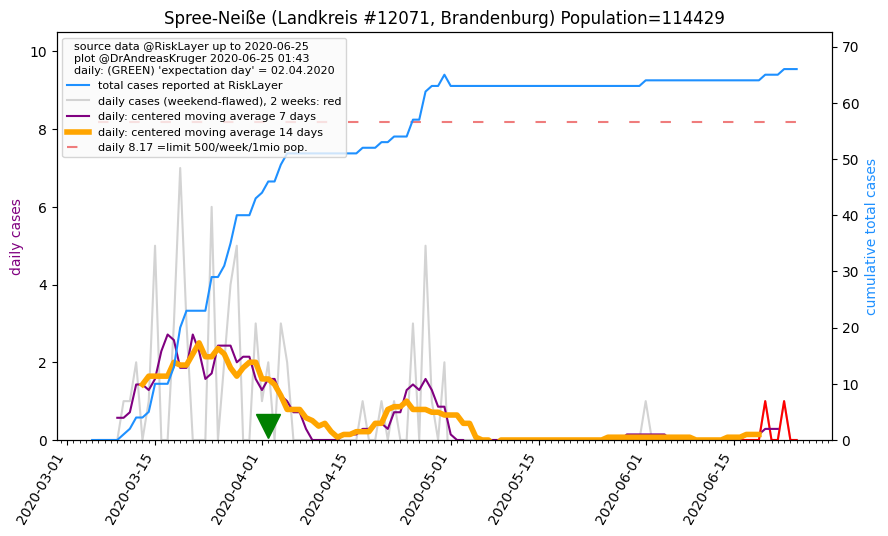 Spree-Neiße (Landkreis #12071, Brandenburg) Population=114429
source data @RiskLayer up to 2020-06-25
plot @DrAndreasKruger 2020-06-25 01:43
daily: (GREEN) 'expectation day' = 02.04.2020
total cases reported at RiskLayer
daily cases (weekend-flawed), 2 weeks: red
daily: centered moving average 7 days
daily: centered moving average 14 days
daily 8.17 =limit 500/week/1mio pop.
daily cases
10
8
6
4
2
0
cumulative total cases
70
60
50
40
30
20
10
0
2020-03-01
2020-03-15
2020-04-01
2020-04-15
2020-05-01
2020-05-15
2020-06-01
2020-06-15